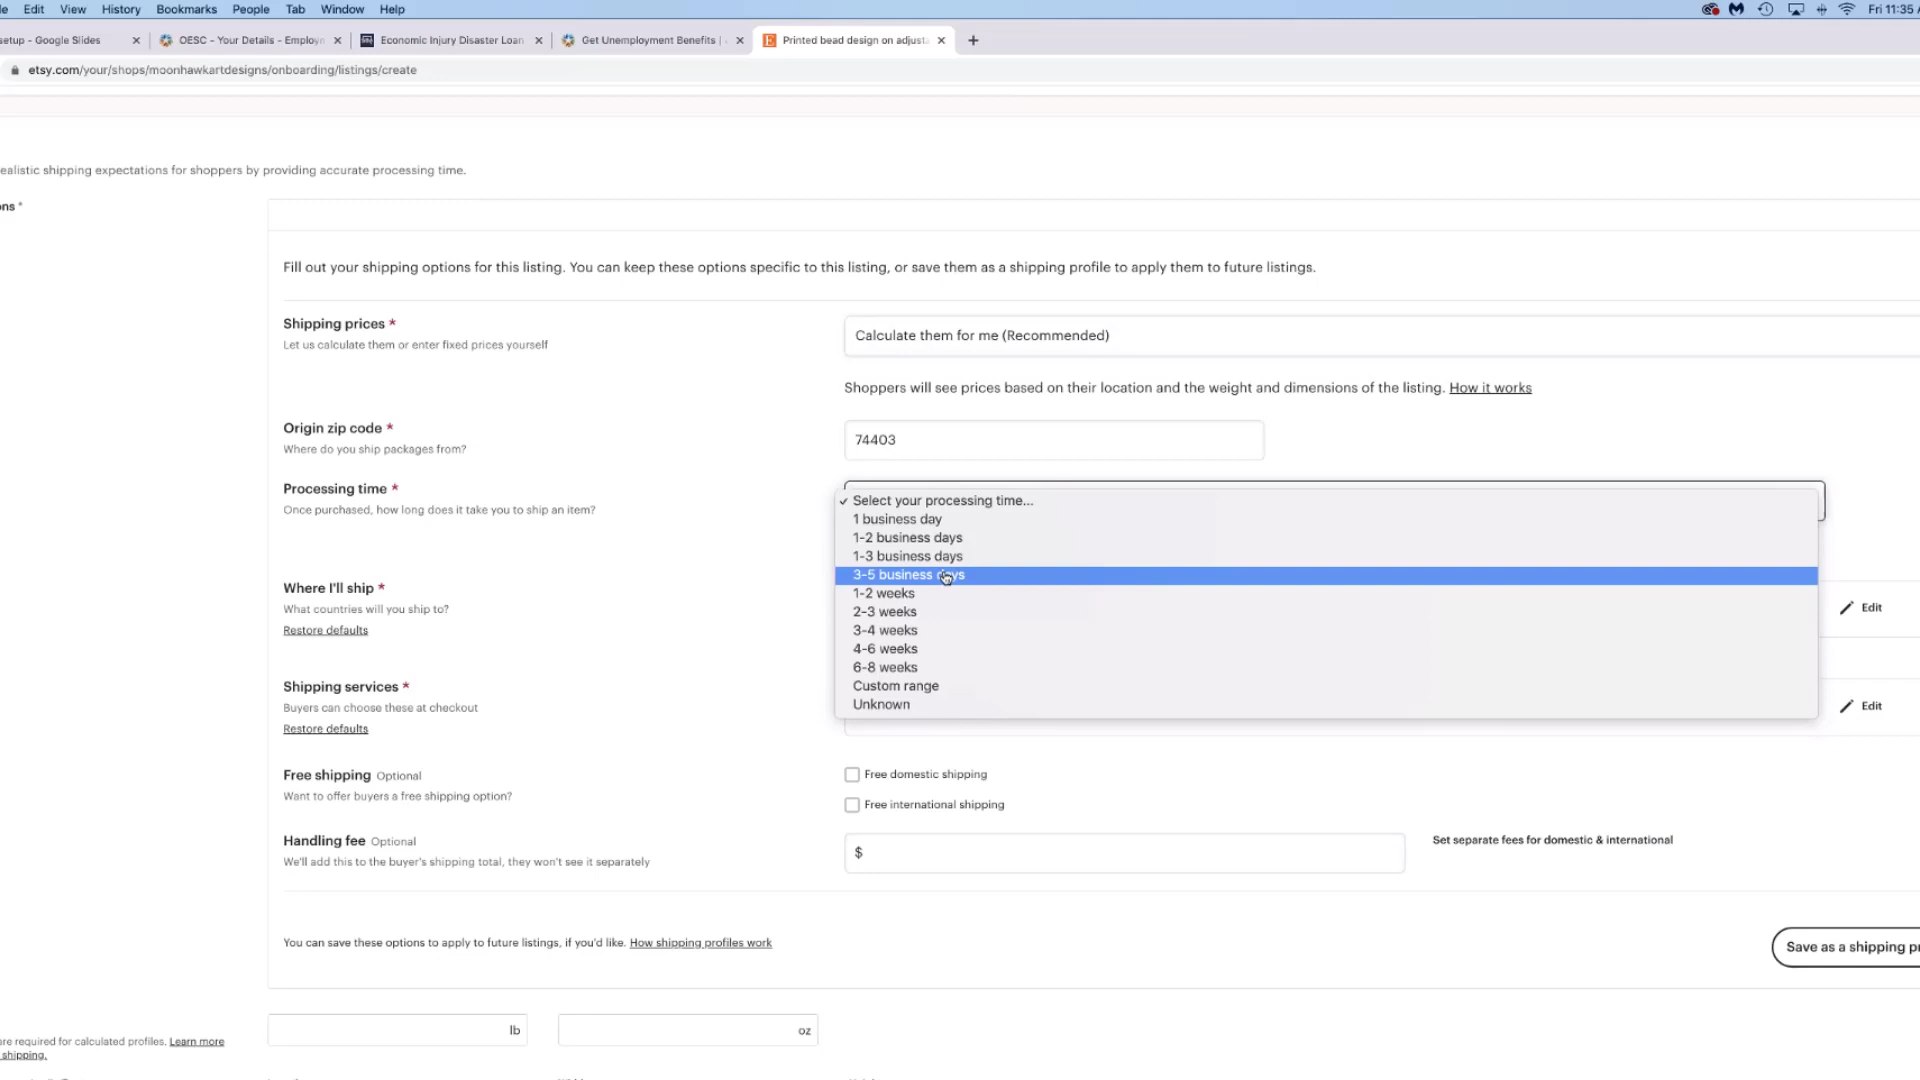 Edit View History Bookmarks People Tab Window Help Fri 11:35
setup - Google Slides OESC - Your Details - Employm Economic Injury Disaster Loan Get Unemployment Benefits | Printed bead design on adjusta
etsy.com/your/shops/moonhawkartdesigns/onboarding/listings/create
ealistic shipping expectations for shoppers by providing accurate processing time.
ons *
Fill out your shipping options for this listing. You can keep these options specific to this listing, or save them as a shipping profile to apply them to future listings.
Shipping prices *
Let us calculate them or enter fixed prices yourself
Calculate them for me (Recommended)
Shoppers will see prices based on their location and the weight and dimensions of the listing. How it works
Origin zip code *
Where do you ship packages from?
74403
Processing time *
Once purchased, how long does it take you to ship an item?
Select your processing time...
1 business day
1-2 business days
1-3 business days
3-5 business days
1-2 weeks
2-3 weeks
3-4 weeks
4-6 weeks
6-8 weeks
Custom range
Unknown
Where I'll ship *
What countries will you ship to?
Restore defaults
Edit
Shipping services *
Buyers can choose these at checkout
Restore defaults
Edit
Free shipping Optional
Want to offer buyers a free shipping option?
Free domestic shipping
Free international shipping
Handling fee Optional
We'll add this to the buyer's shipping total, they won't see it separately
$
Set separate fees for domestic & international
You can save these options to apply to future listings, if you'd like. How shipping profiles work
Save as a shipping pr
lb
oz
are required for calculated profiles. Learn more
shipping.